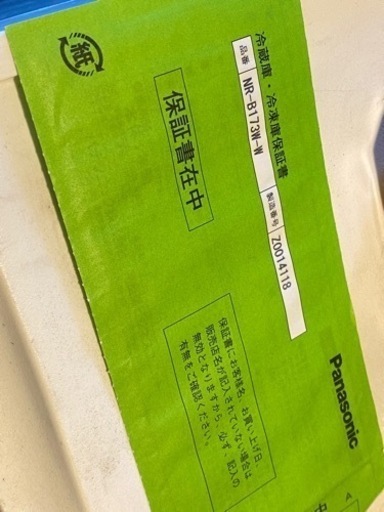 紙
冷蔵庫・冷凍庫保証書
品番 NR-B173W-W 製造番号 Z0014118
保証書在中
保証書にお客様名、お買い上げ日、
販売店名が記入されていない場合は
無効となりますから、必ず、記入の
有無をご確認ください。
Panasonic
A
中